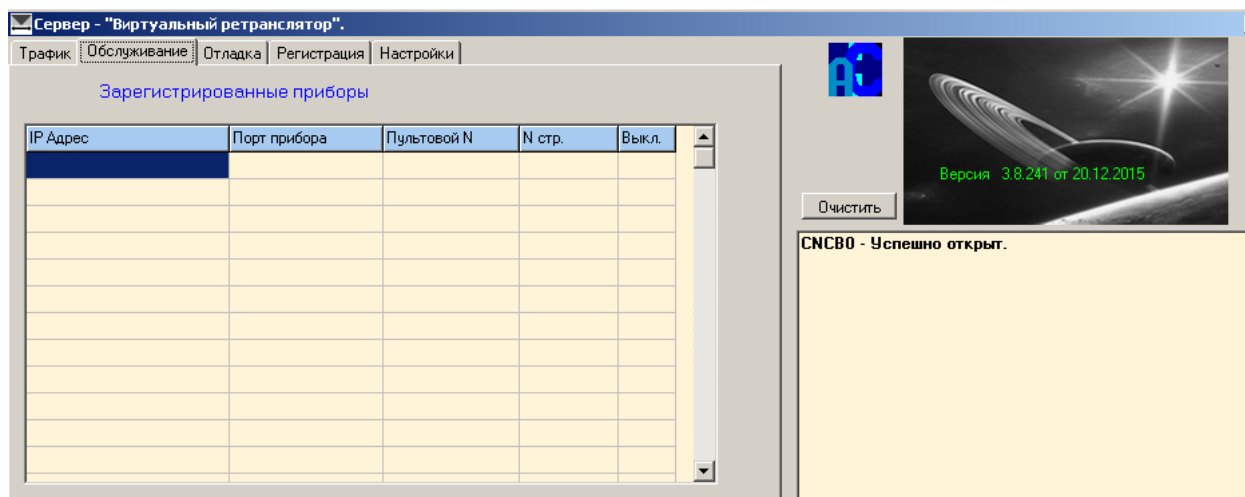 Сервер - "Виртуальный ретранслятор".
Трафик Обслуживание Отладка Регистрация Настройки
Зарегистрированные приборы
IP Адрес Порт прибора Пультовой N N стр. Выкл.
АС
Версия 3.8.241 от 20.12.2015
Очистить
CNCB0 - Успешно открыт.